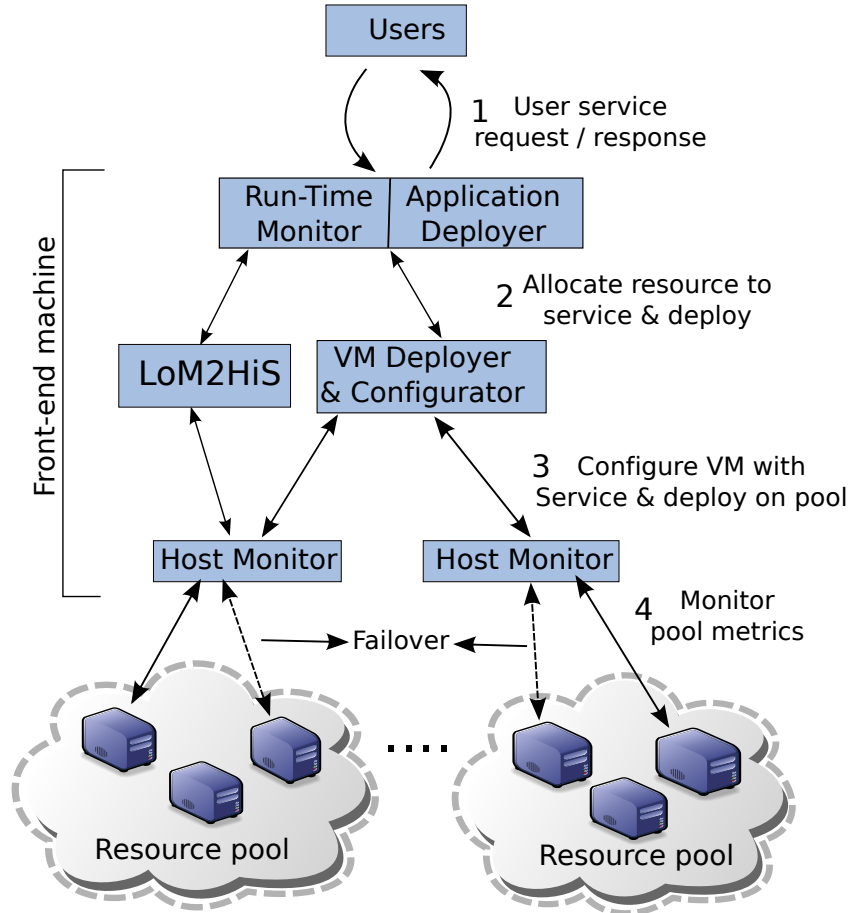 Users
1 User service
request / response
Run-Time
Monitor
Application
Deployer
Front-end machine
2 Allocate resource to
service & deploy
LoM2HiS
VM Deployer
& Configurator
3 Configure VM with
Service & deploy on pool
Host Monitor
Host Monitor
4 Monitor
pool metrics
Failover
Resource pool
Resource pool